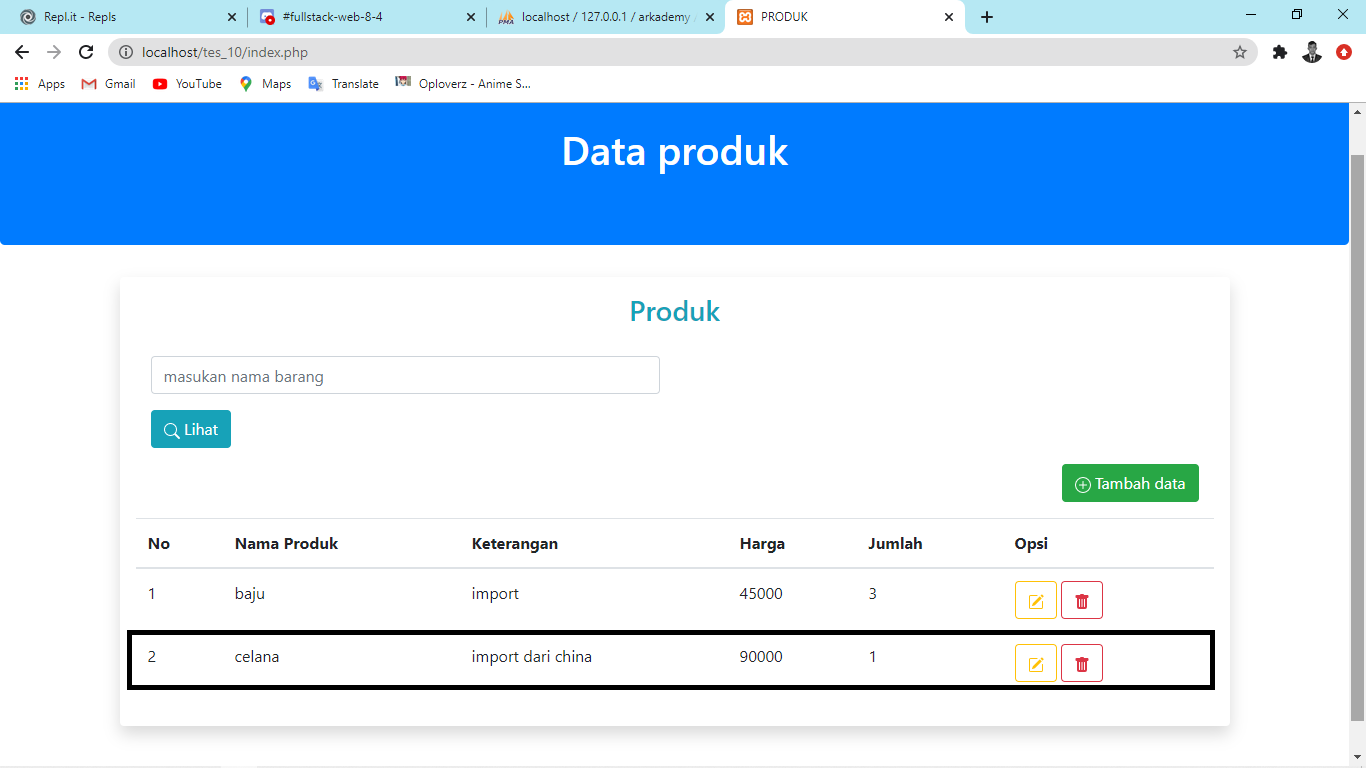 Repl.it - Repls #fullstack-web-8-4 PMA localhost / 127.0.0.1 / arkademy PRODUK
localhost/tes_10/index.php
Apps Gmail YouTube Maps Translate Oploverz - Anime S...
Data produk
Produk
masukan nama barang
Lihat
Tambah data
No Nama Produk Keterangan Harga Jumlah Opsi
1 baju import 45000 3
2 celana import dari china 90000 1